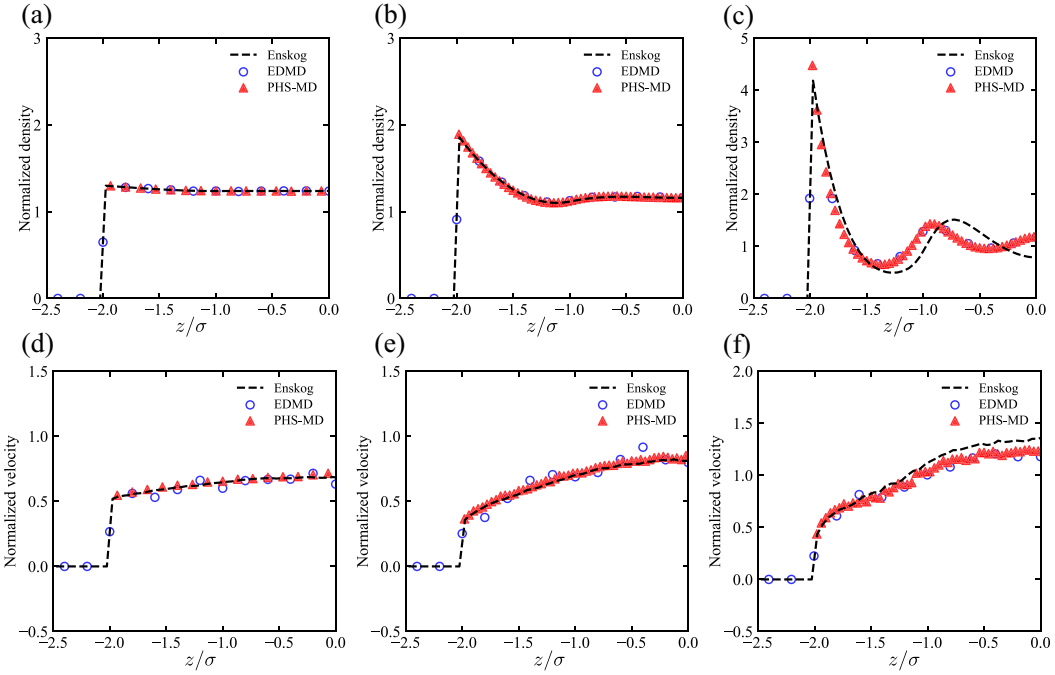 (a)
3
2
1
0
−2.5 −2.0 −1.5 −1.0 −0.5 0.0
z/σ
Normalized density
Enskog
EDMD
PHS-MD
(b)
3
2
1
0
−2.5 −2.0 −1.5 −1.0 −0.5 0.0
z/σ
Normalized density
Enskog
EDMD
PHS-MD
(c)
5
4
3
2
1
0
−2.5 −2.0 −1.5 −1.0 −0.5 0.0
z/σ
Normalized density
Enskog
EDMD
PHS-MD
(d)
1.5
1.0
0.5
0.0
−0.5
−2.5 −2.0 −1.5 −1.0 −0.5 0.0
z/σ
Normalized velocity
Enskog
EDMD
PHS-MD
(e)
1.5
1.0
0.5
0.0
−0.5
−2.5 −2.0 −1.5 −1.0 −0.5 0.0
z/σ
Normalized velocity
Enskog
EDMD
PHS-MD
(f)
2.0
1.5
1.0
0.5
0.0
−0.5
−2.5 −2.0 −1.5 −1.0 −0.5 0.0
z/σ
Normalized velocity
Enskog
EDMD
PHS-MD